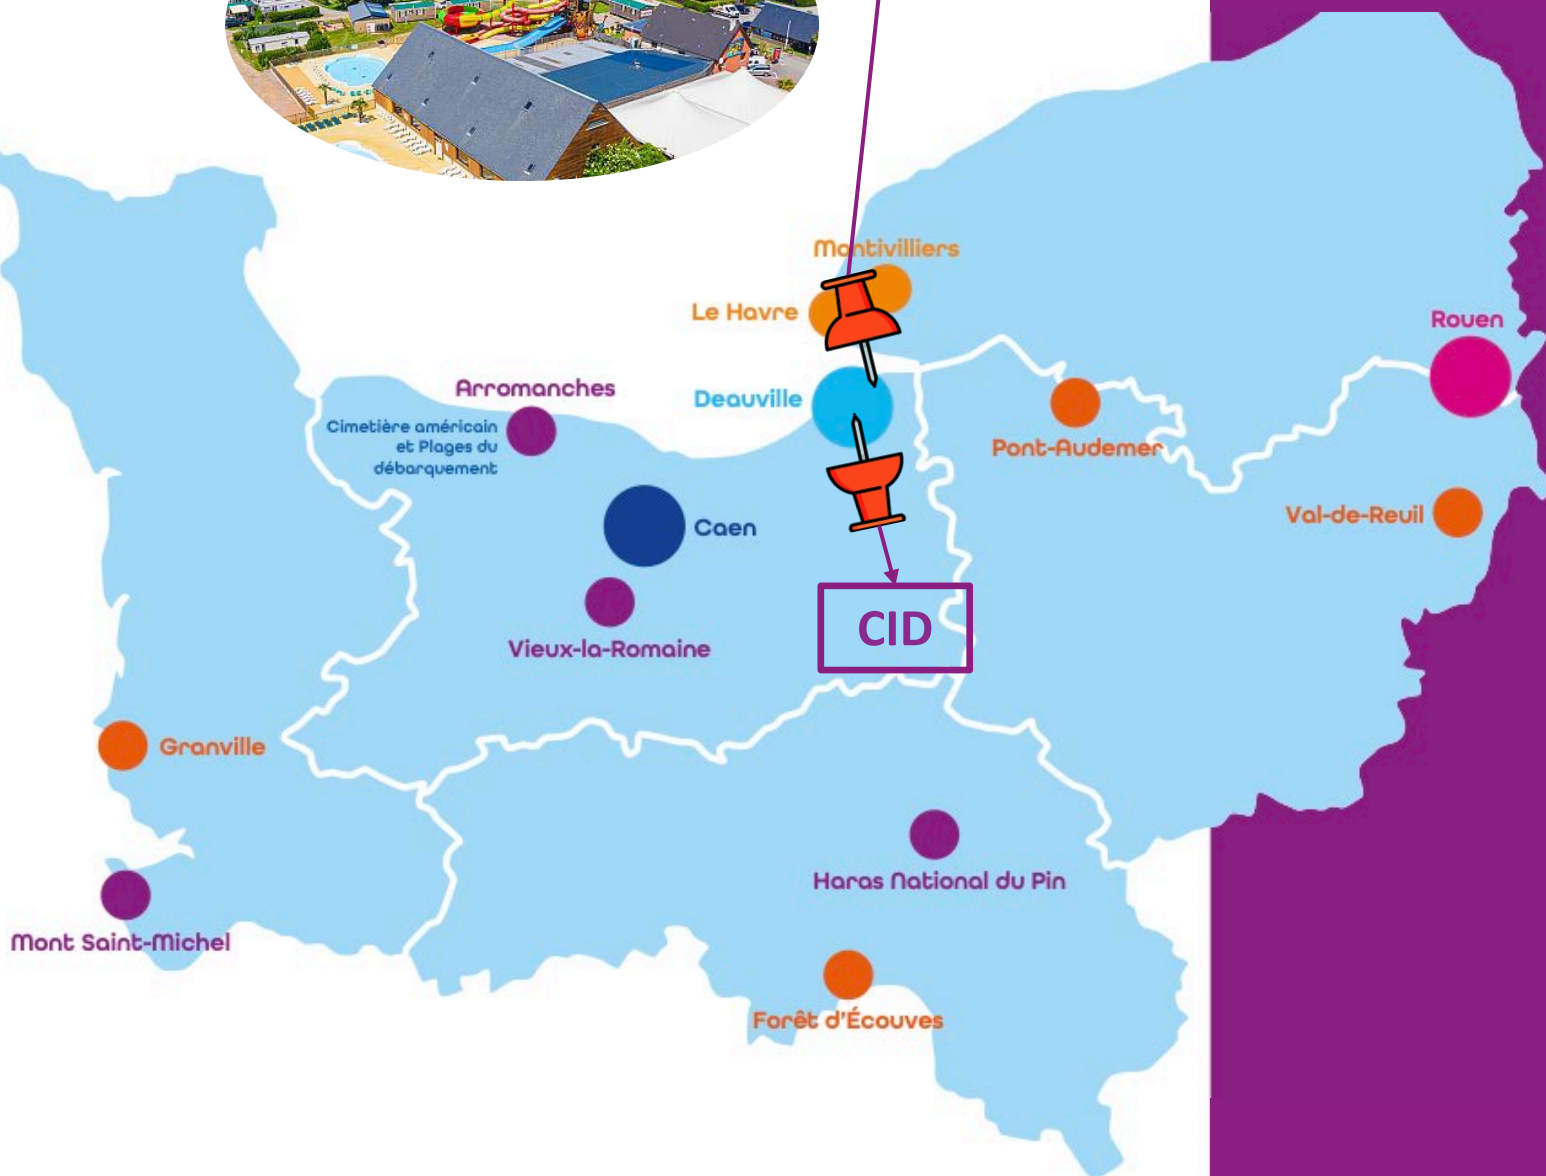 Montivilliers
Le Havre
Rouen
Arromanches
Deauville
Cimetière américain
et Plages du
débarquement
Pont-Audemer
Val-de-Reuil
Caen
CID
Vieux-la-Romaine
Granville
Haras National du Pin
Mont Saint-Michel
Forêt d'Écouves